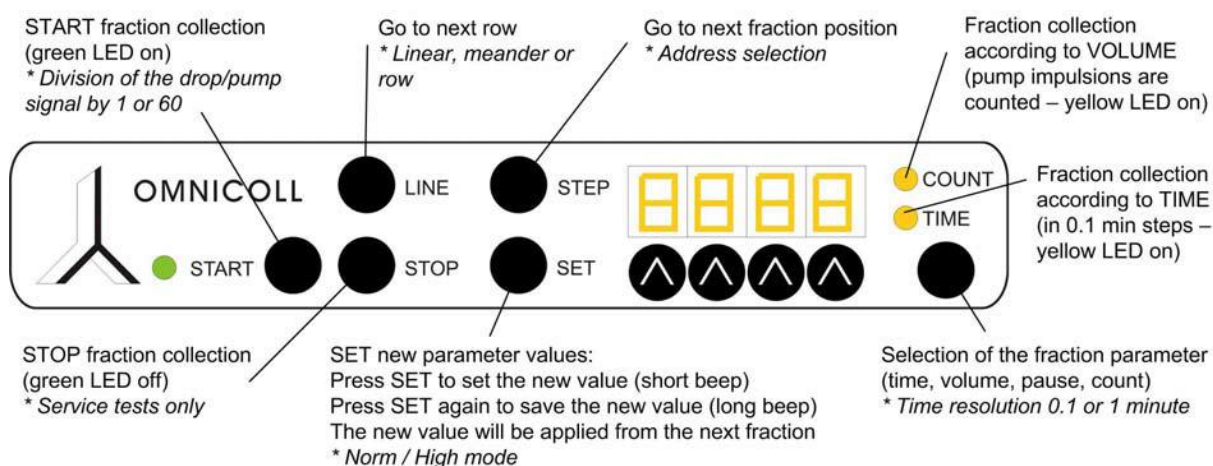 START fraction collection
(green LED on)
* Division of the drop/pump
signal by 1 or 60
Go to next row
* Linear, meander or
row
Go to next fraction position
* Address selection
Fraction collection
according to VOLUME
(pump impulsions are
counted – yellow LED on)
Fraction collection
according to TIME
(in 0.1 min steps –
yellow LED on)
OMNICOLL
LINE
STEP
8888
COUNT
TIME
START
STOP
SET
STOP fraction collection
(green LED off)
* Service tests only
SET new parameter values:
Press SET to set the new value (short beep)
Press SET again to save the new value (long beep)
The new value will be applied from the next fraction
* Norm / High mode
Selection of the fraction parameter
(time, volume, pause, count)
* Time resolution 0.1 or 1 minute